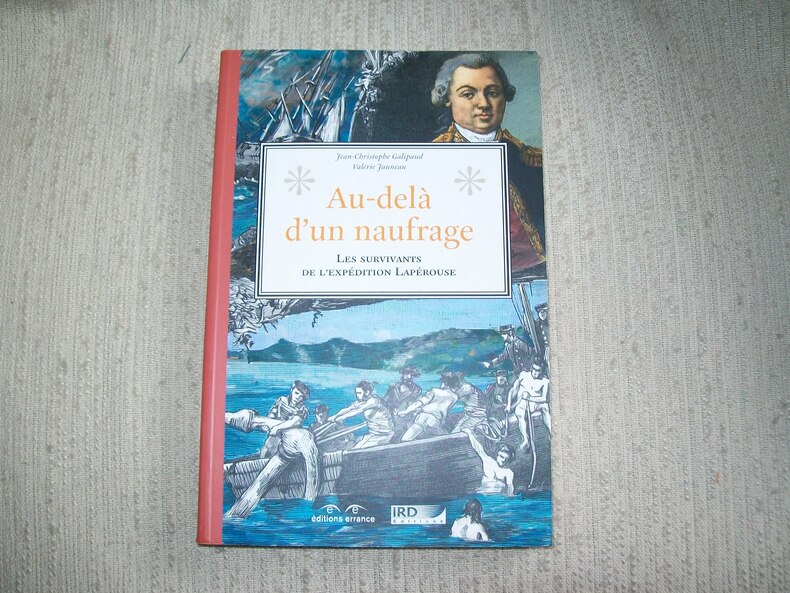 Jean-Christophe Galipaud
Valérie Jauneau
Au-delà
d'un naufrage
Les survivants
de l'expédition Lapérouse
éditions errance
IRD
Éditions